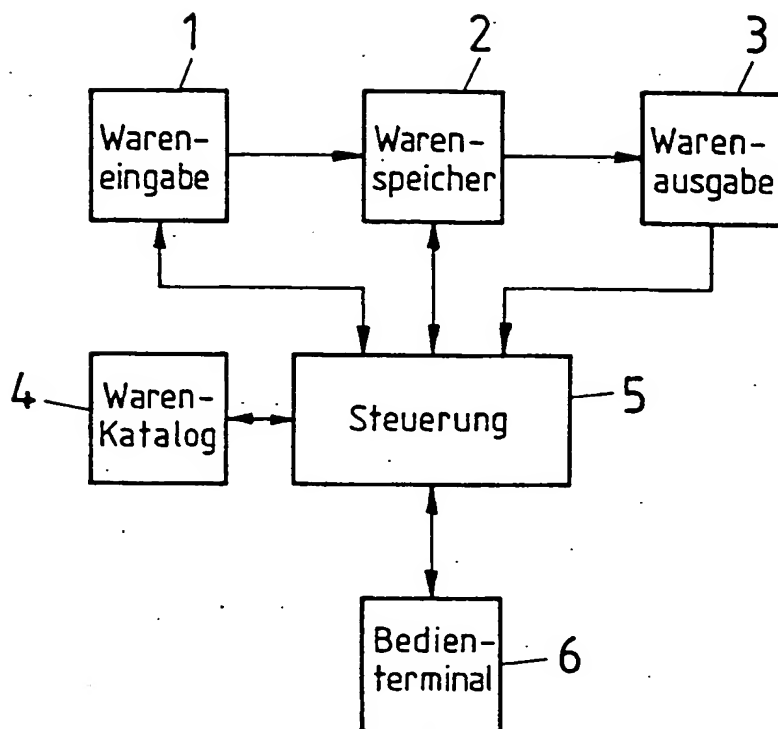 1
2
3
Waren-
eingabe
Waren-
speicher
Waren-
ausgabe
4
Waren-
Katalog
Steuerung
5
Bedien-
terminal
6